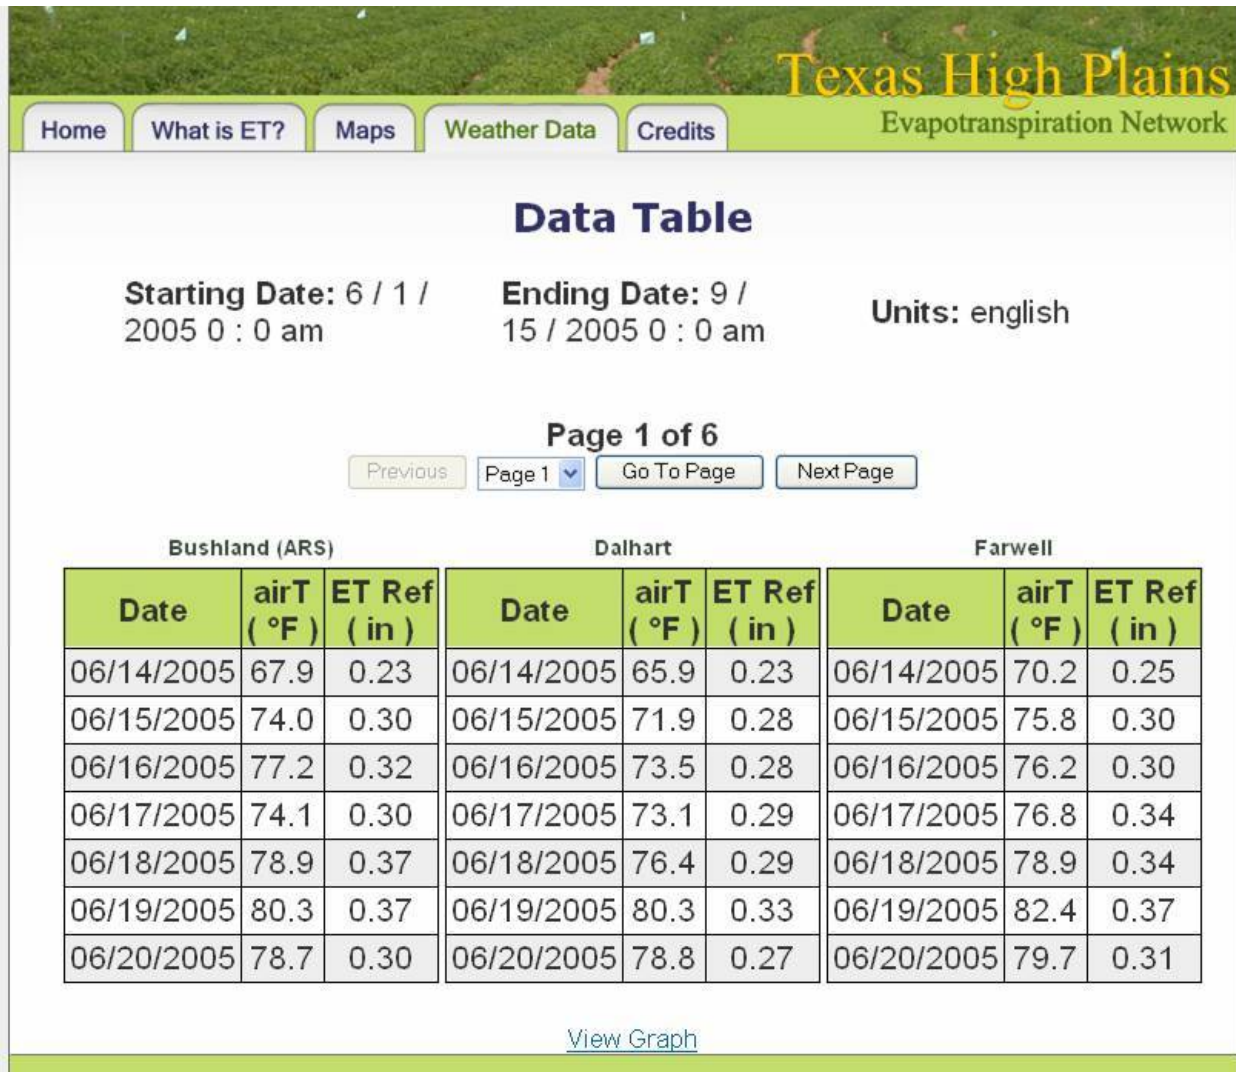 Texas High Plains
Evapotranspiration Network
Home What is ET? Maps Weather Data Credits
Data Table
Starting Date: 6 / 1 / 2005 0 : 0 am
Ending Date: 9 / 15 / 2005 0 : 0 am
Units: english
Page 1 of 6
Previous Page 1 Go To Page Next Page
Bushland (ARS) Dalhart Farwell
Date airT ( °F ) ET Ref ( in ) Date airT ( °F ) ET Ref ( in ) Date airT ( °F ) ET Ref ( in )
06/14/2005 67.9 0.23 06/14/2005 65.9 0.23 06/14/2005 70.2 0.25
06/15/2005 74.0 0.30 06/15/2005 71.9 0.28 06/15/2005 75.8 0.30
06/16/2005 77.2 0.32 06/16/2005 73.5 0.28 06/16/2005 76.2 0.30
06/17/2005 74.1 0.30 06/17/2005 73.1 0.29 06/17/2005 76.8 0.34
06/18/2005 78.9 0.37 06/18/2005 76.4 0.29 06/18/2005 78.9 0.34
06/19/2005 80.3 0.37 06/19/2005 80.3 0.33 06/19/2005 82.4 0.37
06/20/2005 78.7 0.30 06/20/2005 78.8 0.27 06/20/2005 79.7 0.31
View Graph